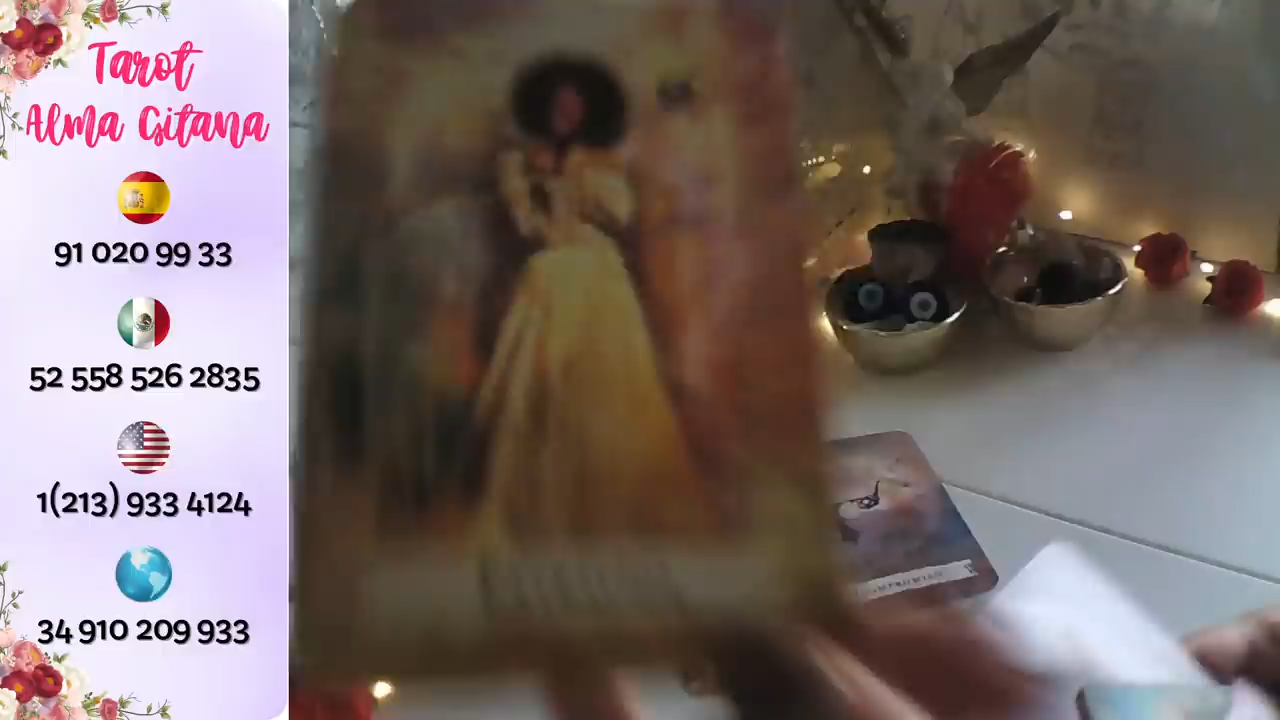 Tarot
Alma Gitana
91 020 99 33
52 558 526 2835
1(213) 933 4124
34 910 209 933